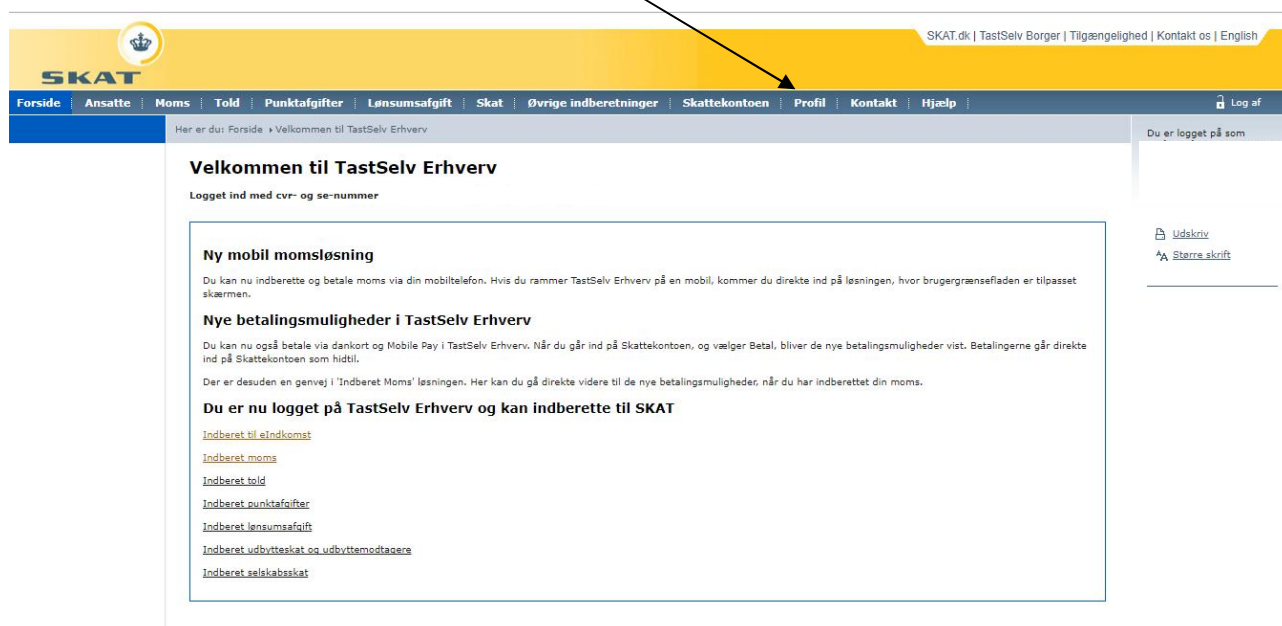 SKAT.dk | TastSelv Borger | Tilgængelighed | Kontakt os | English
SKAT
Forside Ansatte Moms Told Punktafgifter Lønsumsafgift Skat Øvrige indberetninger Skattekontoen Profil Kontakt Hjælp Log af
Her er du: Forside ▸ Velkommen til TastSelv Erhverv
Du er logget på som
Velkommen til TastSelv Erhverv
Logget ind med cvr- og se-nummer
Udskriv
Større skrift
Ny mobil momsløsning
Du kan nu indberette og betale moms via din mobiltelefon. Hvis du rammer TastSelv Erhverv på en mobil, kommer du direkte ind på løsningen, hvor brugergrænsefladen er tilpasset
skærmen.
Nye betalingsmuligheder i TastSelv Erhverv
Du kan nu også betale via dankort og Mobile Pay i TastSelv Erhverv. Når du går ind på Skattekontoen, og vælger Betal, bliver de nye betalingsmuligheder vist. Betalingerne går direkte
ind på Skattekontoen som hidtil.
Der er desuden en genvej i 'Indberet Moms' løsningen. Her kan du gå direkte videre til de nye betalingsmuligheder, når du har indberettet din moms.
Du er nu logget på TastSelv Erhverv og kan indberette til SKAT
Indberet til eIndkomst
Indberet moms
Indberet told
Indberet punktafgifter
Indberet lønsumsafgift
Indberet udbytteskat og udbyttemodtagere
Indberet selskabsskat